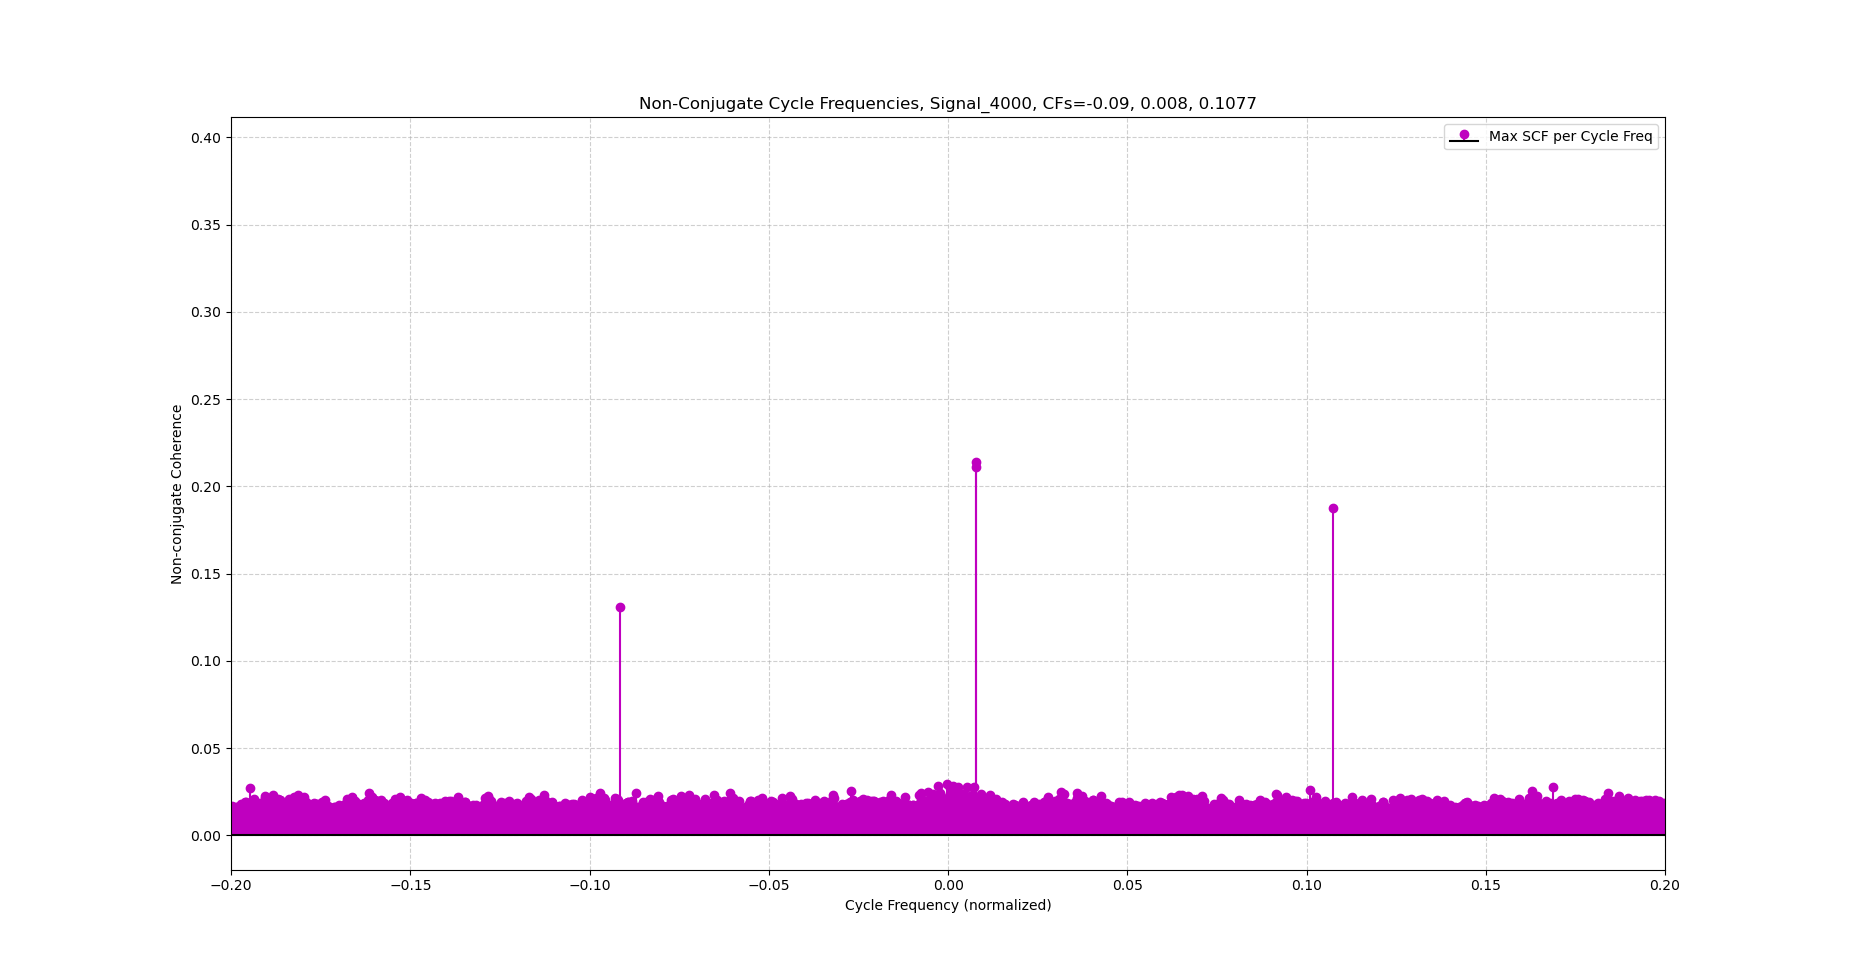 Non-Conjugate Cycle Frequencies, Signal_4000, CFs=-0.09, 0.008, 0.1077
Max SCF per Cycle Freq
0.40
0.35
0.30
0.25
0.20
0.15
0.10
0.05
0.00
Non-conjugate Coherence
−0.20 −0.15 −0.10 −0.05 0.00 0.05 0.10 0.15 0.20
Cycle Frequency (normalized)